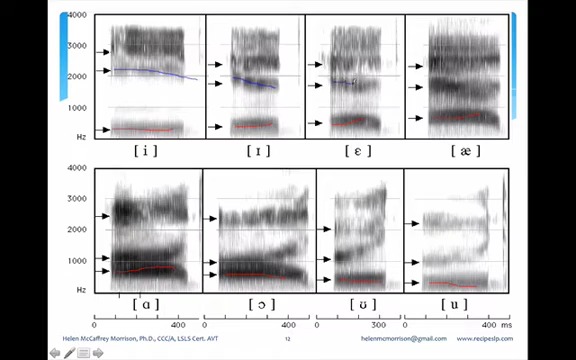 4000
3000
2000
1000
Hz
[ i ] [ ɪ ] [ ɛ ] [ æ ]
4000
3000
2000
1000
Hz
[ ɑ ] [ ɔ ] [ ʊ ] [ u ]
0 400 0 400 0 300 0 400 ms
Helen McCaffrey Morrison, Ph.D., CCC/A, LSLS Cert. AVT 12 helenmcmorrison@gmail.com www.recipeslp.com